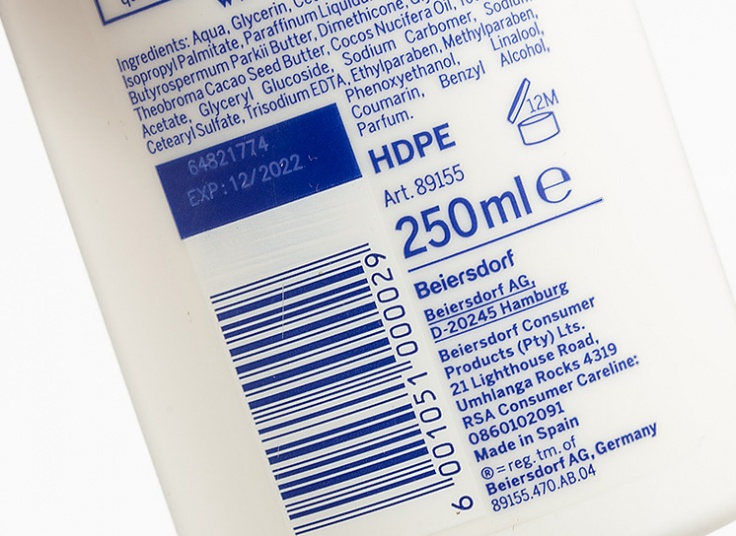 Ingredients: Aqua, Glycerin,
Isopropyl Palmitate, Paraffinum Liquidum,
Butyrospermum Parkii Butter, Dimethicone,
Theobroma Cacao Seed Butter, Cocos Nucifera Oil,
Acetate, Glyceryl Glucoside, Sodium Carbomer, Sodium
Cetearyl Sulfate, Trisodium EDTA, Ethylparaben, Methylparaben,
Phenoxyethanol, Linalool,
Coumarin, Benzyl Alcohol,
Parfum.
64821774
EXP: 12/2022
12M
HDPE
Art. 89155
250 ml ℮
Beiersdorf
Beiersdorf AG,
D-20245 Hamburg
Beiersdorf Consumer
Products (Pty) Lts.
21 Lighthouse Road,
Umhlanga Rocks 4319
RSA Consumer Careline:
0860102091
Made in Spain
®=reg. tm. of
Beiersdorf AG, Germany
89155.470.AB.04
6 001051 000029